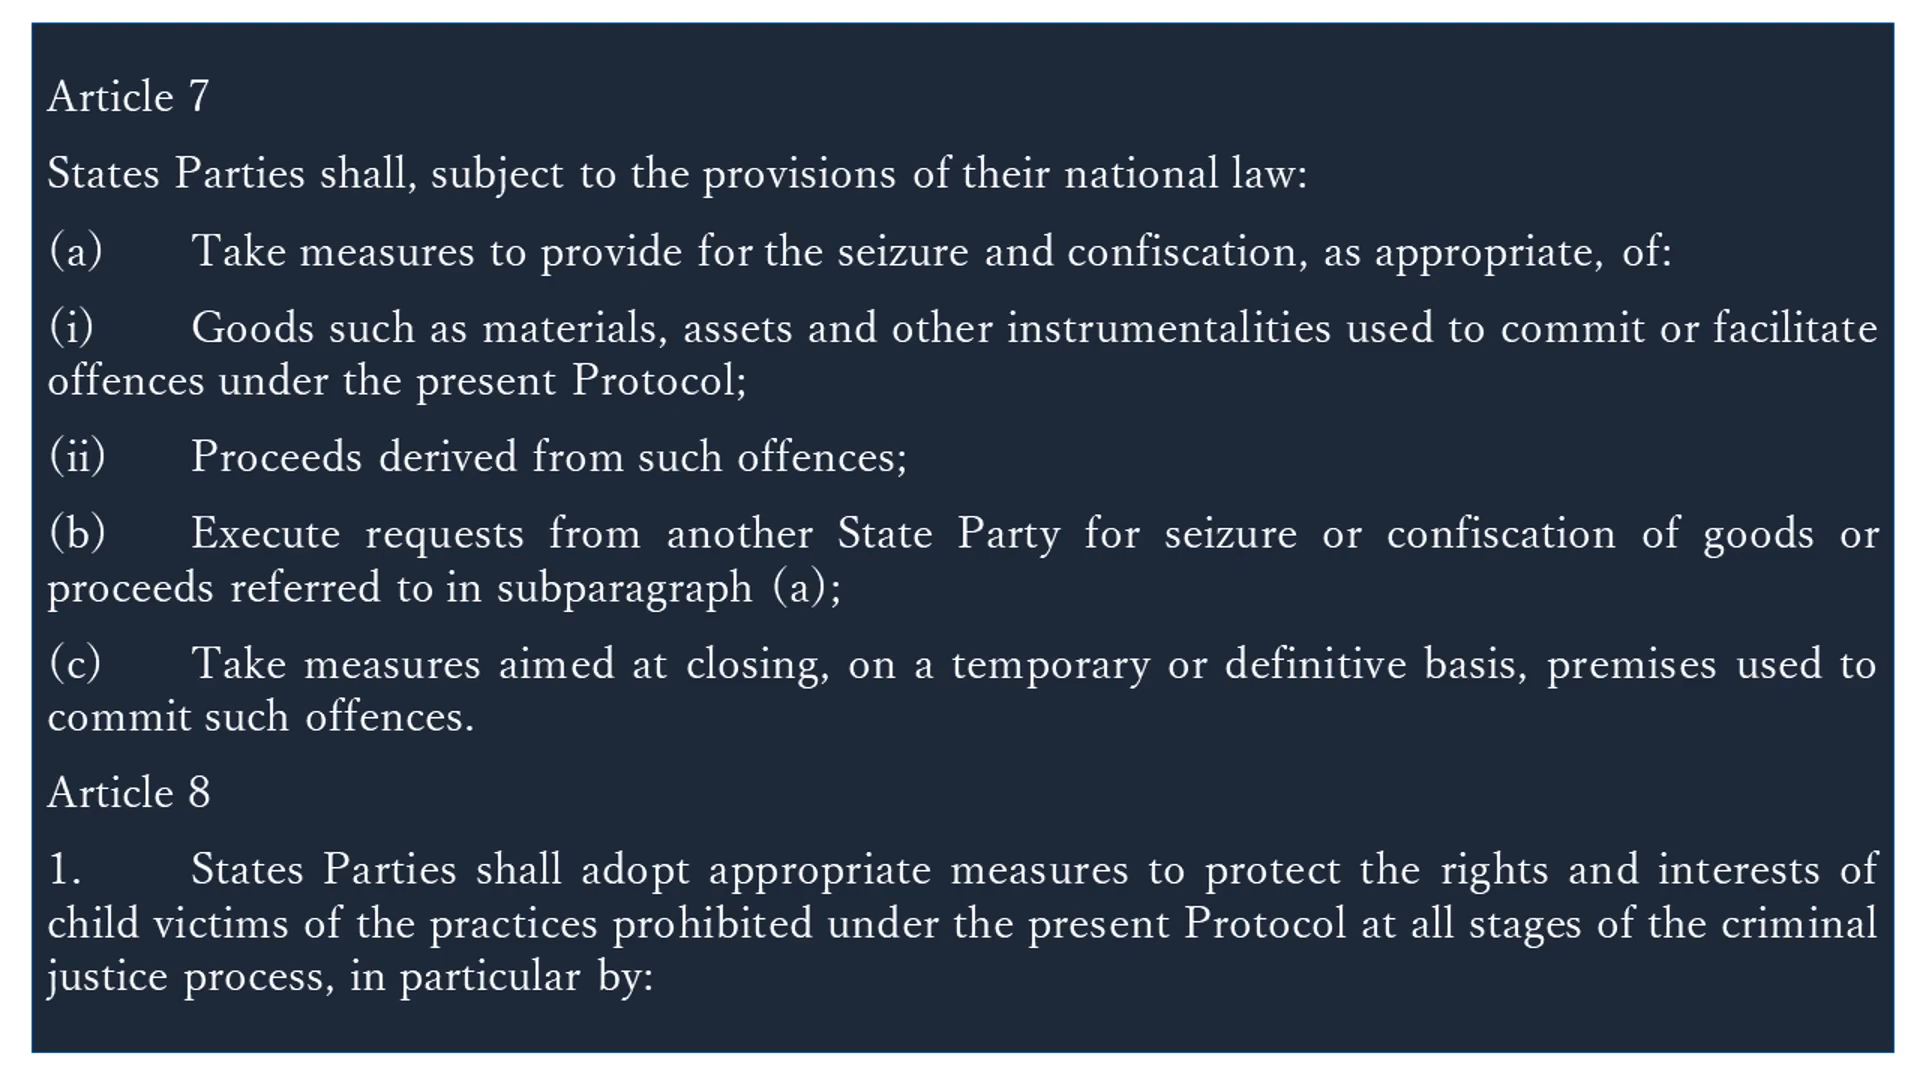 Article 7
States Parties shall, subject to the provisions of their national law:
(a) Take measures to provide for the seizure and confiscation, as appropriate, of:
(i) Goods such as materials, assets and other instrumentalities used to commit or facilitate
offences under the present Protocol;
(ii) Proceeds derived from such offences;
(b) Execute requests from another State Party for seizure or confiscation of goods or
proceeds referred to in subparagraph (a);
(c) Take measures aimed at closing, on a temporary or definitive basis, premises used to
commit such offences.
Article 8
1. States Parties shall adopt appropriate measures to protect the rights and interests of
child victims of the practices prohibited under the present Protocol at all stages of the criminal
justice process, in particular by: